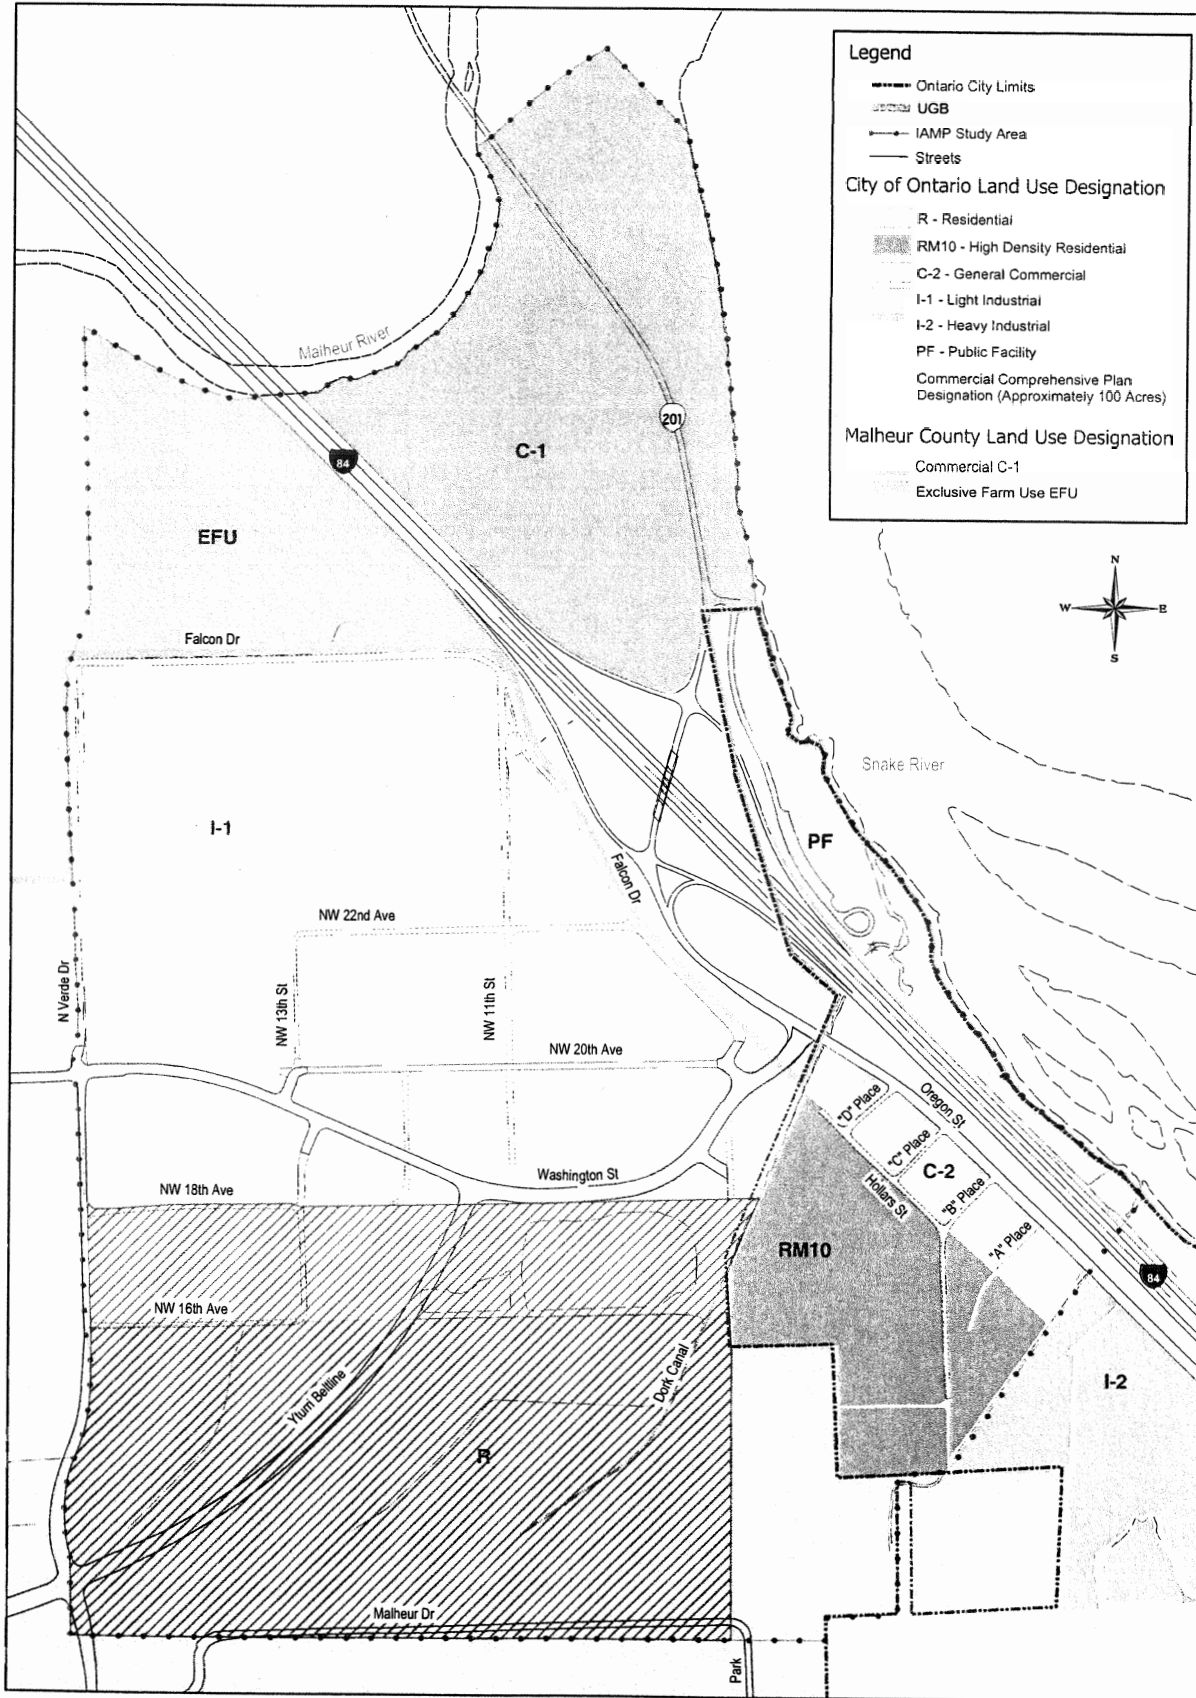 Legend
Ontario City Limits
UGB
IAMP Study Area
Streets
City of Ontario Land Use Designation
R - Residential
RM10 - High Density Residential
C-2 - General Commercial
I-1 - Light Industrial
I-2 - Heavy Industrial
PF - Public Facility
Commercial Comprehensive Plan
Designation (Approximately 100 Acres)
Malheur County Land Use Designation
Commercial C-1
Exclusive Farm Use EFU
Malheur River
201
C-1
84
EFU
N
W
E
S
Falcon Dr
Snake River
I-1
PF
Falcon Dr
NW 22nd Ave
N Verde Dr
NW 13th St
NW 11th St
NW 20th Ave
"D" Place
Oregon St
"C" Place
C-2
Washington St
Hollars St
"B" Place
NW 18th Ave
"A" Place
RM10
84
NW 16th Ave
Dork Canal
I-2
Yturri Beltline
R
Malheur Dr
Park